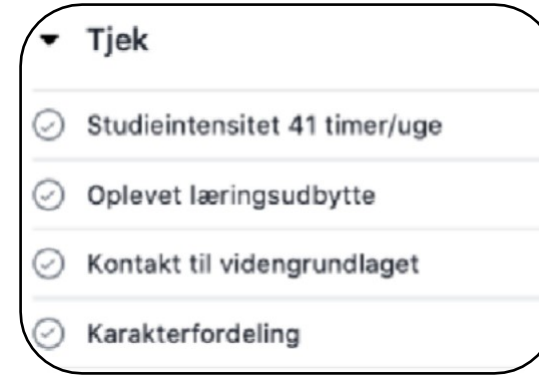 Tjek
Studieintensitet 41 timer/uge
Oplevet læringsudbytte
Kontakt til videngrundlaget
Karakterfordeling